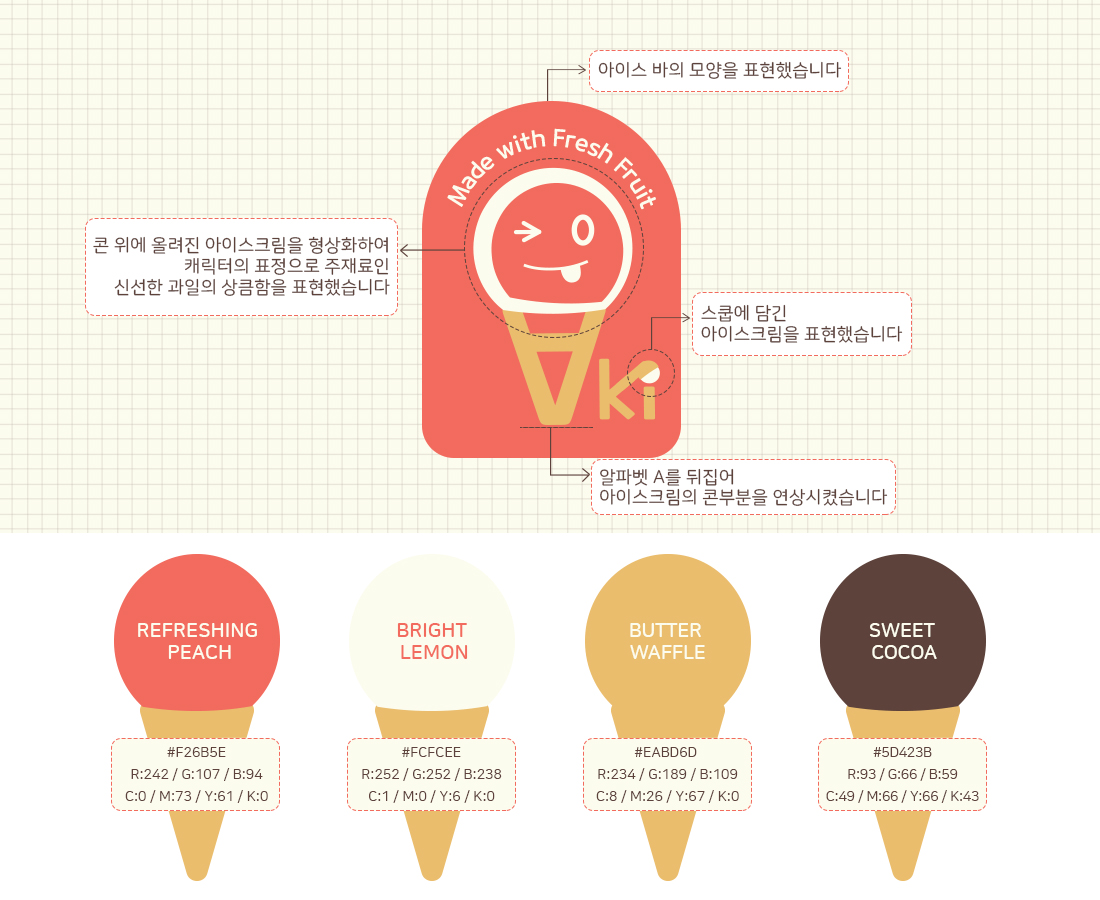 아이스 바의 모양을 표현했습니다
Made with Fresh Fruit
콘 위에 올려진 아이스크림을 형상화하여
캐릭터의 표정으로 주재료인
신선한 과일의 상큼함을 표현했습니다
스쿱에 담긴
아이스크림을 표현했습니다
Aki
알파벳 A를 뒤집어
아이스크림의 콘부분을 연상시켰습니다
REFRESHING
PEACH
BRIGHT
LEMON
BUTTER
WAFFLE
SWEET
COCOA
#F26B5E
R:242 / G:107 / B:94
C:0 / M:73 / Y:61 / K:0
#FCFCEE
R:252 / G:252 / B:238
C:1 / M:0 / Y:6 / K:0
#EABD6D
R:234 / G:189 / B:109
C:8 / M:26 / Y:67 / K:0
#5D423B
R:93 / G:66 / B:59
C:49 / M:66 / Y:66 / K:43